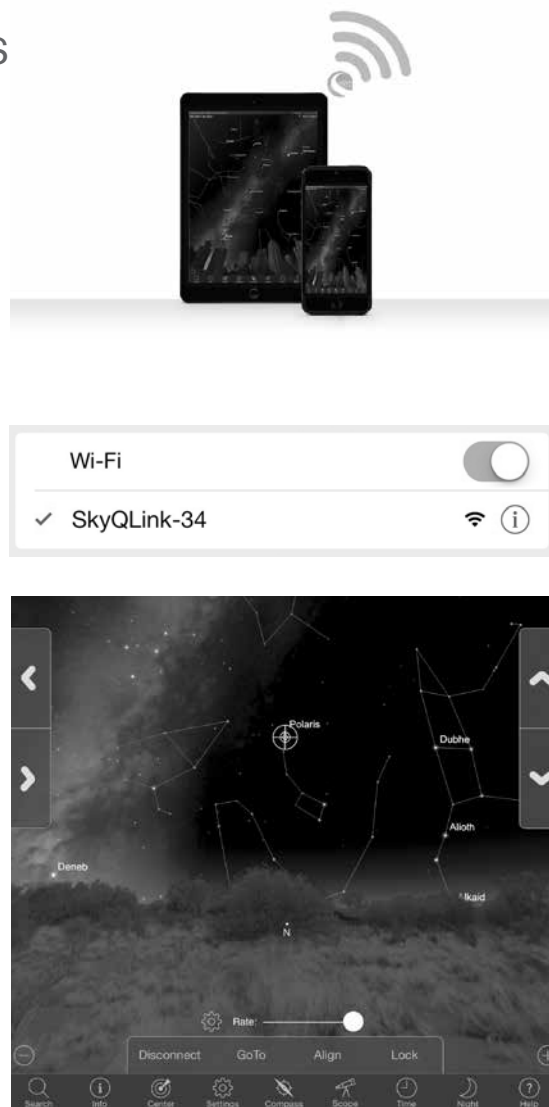 S
Wi-Fi
SkyQLink-34
Polaris
Dubhe
Alioth
Deneb
lkaid
N
Rate:
Disconnect GoTo Align Lock
Search Info Center Settings Compass Scope Time Night Help